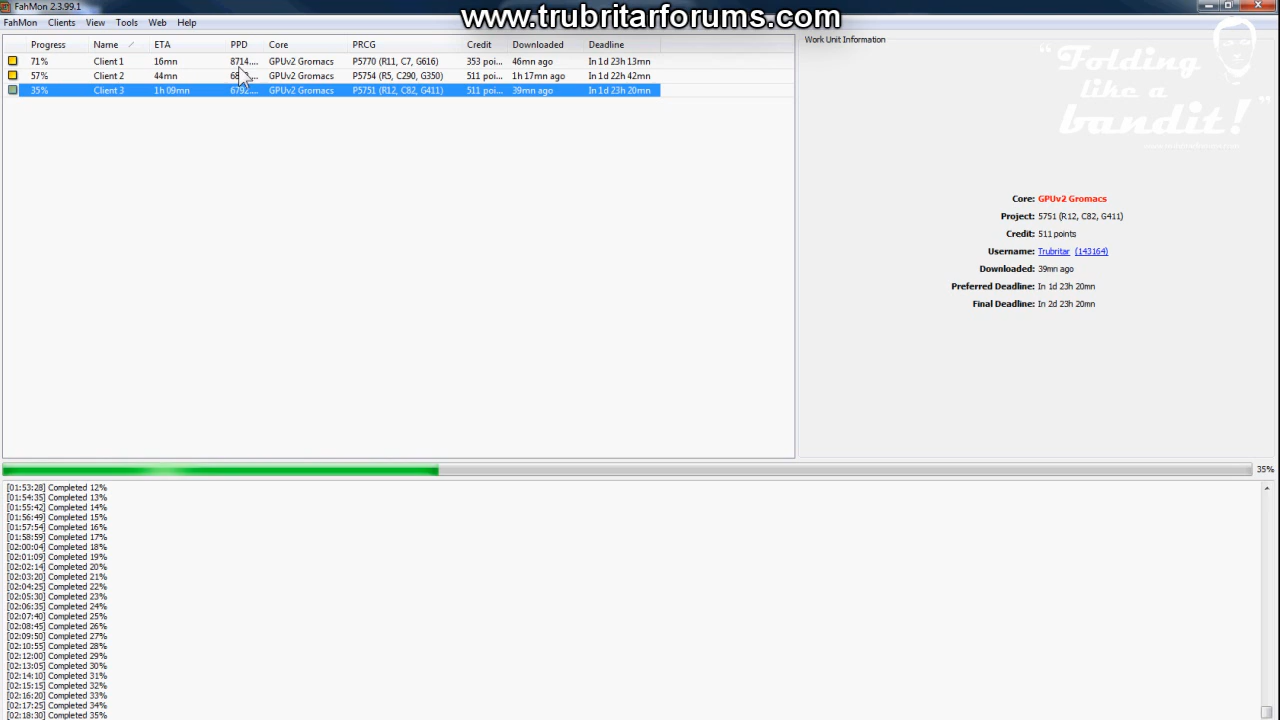 www.trubritarforums.com
FahMon 2.3.99.1
FahMon Clients View Tools Web Help
Progress Name ETA PPD Core PRCG Credit Downloaded Deadline
71% Client 1 16mn 8714.... GPUv2 Gromacs P5770 (R11, C7, G616) 353 poi... 46mn ago In 1d 23h 13mn
57% Client 2 44mn GPUv2 Gromacs P5754 (R5, C290, G350) 511 poi... 1h 17mn ago In 1d 22h 42mn
35% Client 3 1h 09mn 6792.... GPUv2 Gromacs P5751 (R12, C82, G411) 511 poi... 39mn ago In 1d 23h 20mn
Work Unit Information
“Folding
like a
bandit!”
Core: GPUv2 Gromacs
Project: 5751 (R12, C82, G411)
Credit: 511 points
Username: Trubritar (143164)
Downloaded: 39mn ago
Preferred Deadline: In 1d 23h 20mn
Final Deadline: In 2d 23h 20mn
35%
[01:53:28] Completed 12%
[01:54:35] Completed 13%
[01:55:42] Completed 14%
[01:56:49] Completed 15%
[01:57:54] Completed 16%
[01:58:59] Completed 17%
[02:00:04] Completed 18%
[02:01:09] Completed 19%
[02:02:14] Completed 20%
[02:03:20] Completed 21%
[02:04:25] Completed 22%
[02:05:30] Completed 23%
[02:06:35] Completed 24%
[02:07:40] Completed 25%
[02:08:45] Completed 26%
[02:09:50] Completed 27%
[02:10:55] Completed 28%
[02:12:00] Completed 29%
[02:13:05] Completed 30%
[02:14:10] Completed 31%
[02:15:15] Completed 32%
[02:16:20] Completed 33%
[02:17:25] Completed 34%
[02:18:30] Completed 35%